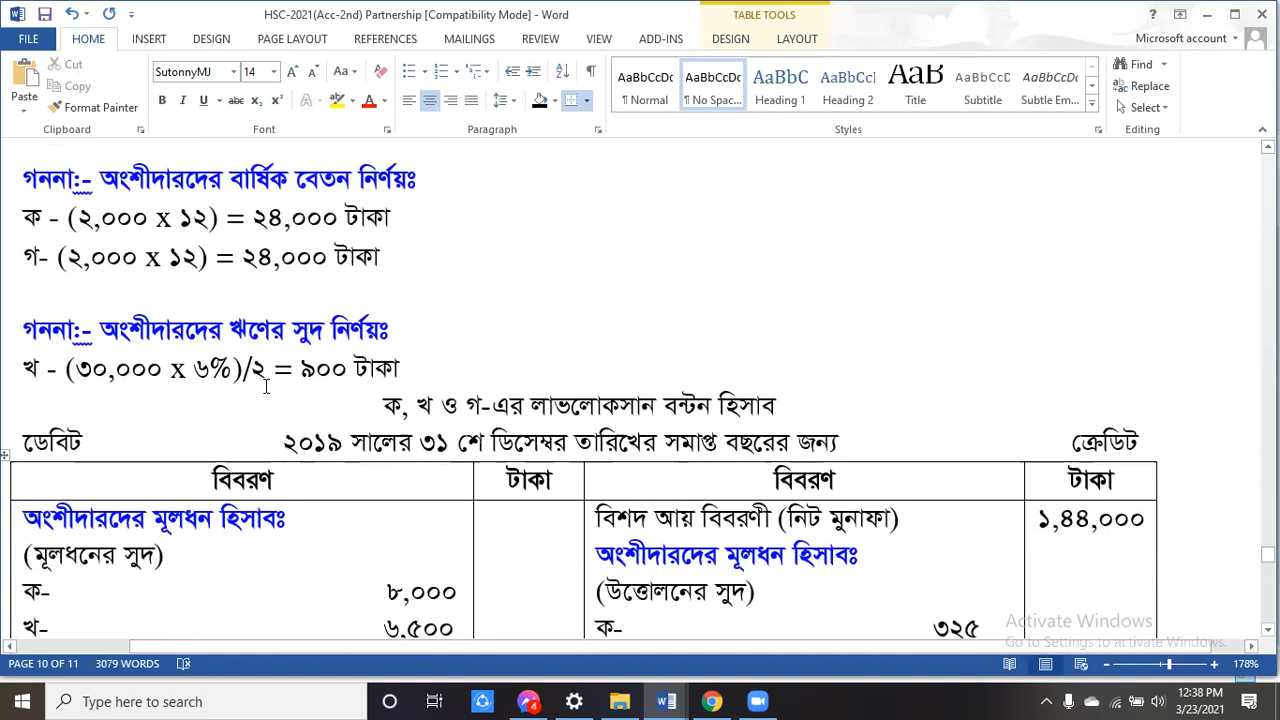 HSC-2021(Acc-2nd) Partnership [Compatibility Mode] - Word
TABLE TOOLS
FILE HOME INSERT DESIGN PAGE LAYOUT REFERENCES MAILINGS REVIEW VIEW ADD-INS DESIGN LAYOUT Microsoft account
Cut
Copy
Format Painter
Paste
SutonnyMJ 14
AaBbCcDc AaBbCcDc AaBbC AaBbCc AaB AaBbCcD AaBbCcDc
¶ Normal ¶ No Spac... Heading 1 Heading 2 Title Subtitle Subtle Em...
Find
Replace
Select
Clipboard Font Paragraph Styles Editing
গননা:- অংশীদারদের বার্ষিক বেতন নির্ণয়ঃ
ক - (২,০০০ x ১২) = ২৪,০০০ টাকা
গ- (২,০০০ x ১২) = ২৪,০০০ টাকা
গননা:- অংশীদারদের ঋণের সুদ নির্ণয়ঃ
খ - (৩০,০০০ x ৬%)/২ = ৯০০ টাকা
ক, খ ও গ-এর লাভলোকসান বন্টন হিসাব
ডেবিট ২০১৯ সালের ৩১ শে ডিসেম্বর তারিখের সমাপ্ত বছরের জন্য ক্রেডিট
বিবরণ টাকা বিবরণ টাকা
অংশীদারদের মূলধন হিসাবঃ বিশদ আয় বিবরণী (নিট মুনাফা) ১,৪৪,০০০
(মূলধনের সুদ) অংশীদারদের মূলধন হিসাবঃ
ক- ৮,০০০ (উত্তোলনের সুদ)
খ- ৬,৫০০ ক- ৩২৫
Activate Windows
Go to Settings to activate Windows.
PAGE 10 OF 11 3079 WORDS 178%
Type here to search
4
12:38 PM
3/23/2021